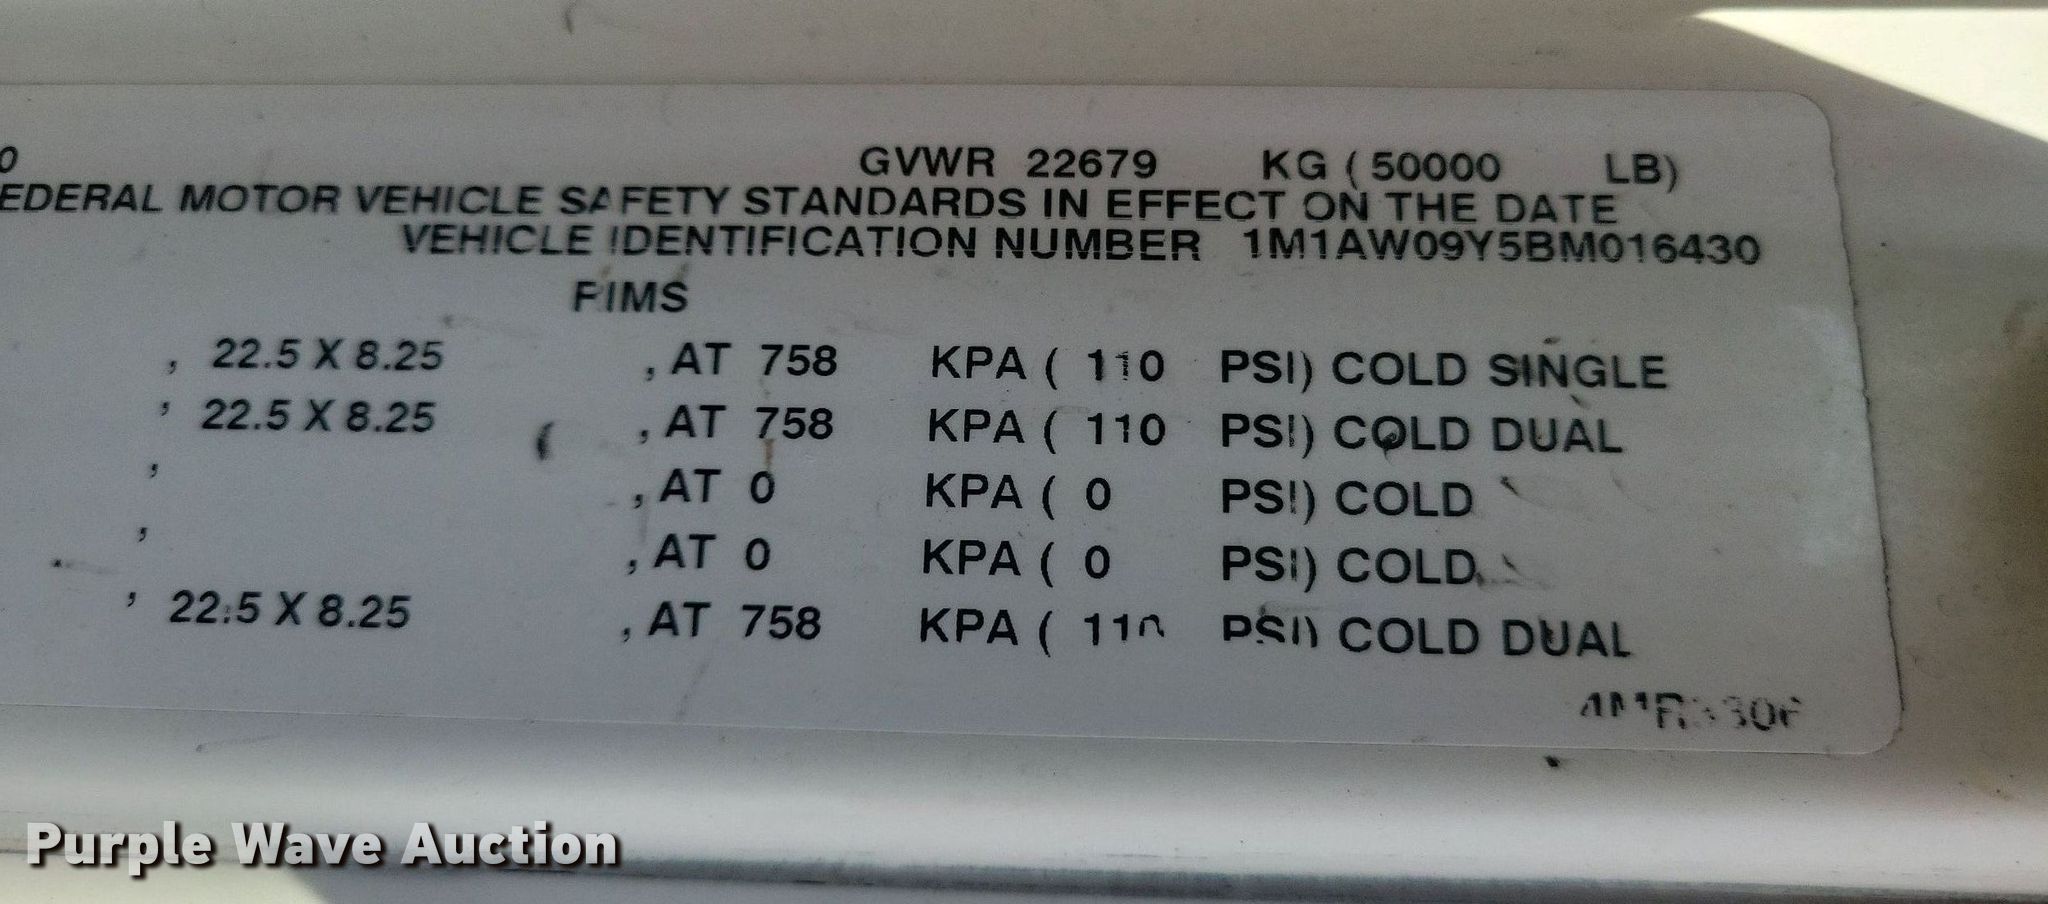 0 GVWR 22679 KG ( 50000 LB)
EDERAL MOTOR VEHICLE SAFETY STANDARDS IN EFFECT ON THE DATE
VEHICLE IDENTIFICATION NUMBER 1M1AW09Y5BM016430
RIMS
, 22.5 X 8.25 , AT 758 KPA ( 110 PSI) COLD SINGLE
, 22.5 X 8.25 , AT 758 KPA ( 110 PSI) COLD DUAL
, , AT 0 KPA ( 0 PSI) COLD
, , AT 0 KPA ( 0 PSI) COLD
, 22.5 X 8.25 , AT 758 KPA ( 110 PSI) COLD DUAL
Purple Wave Auction